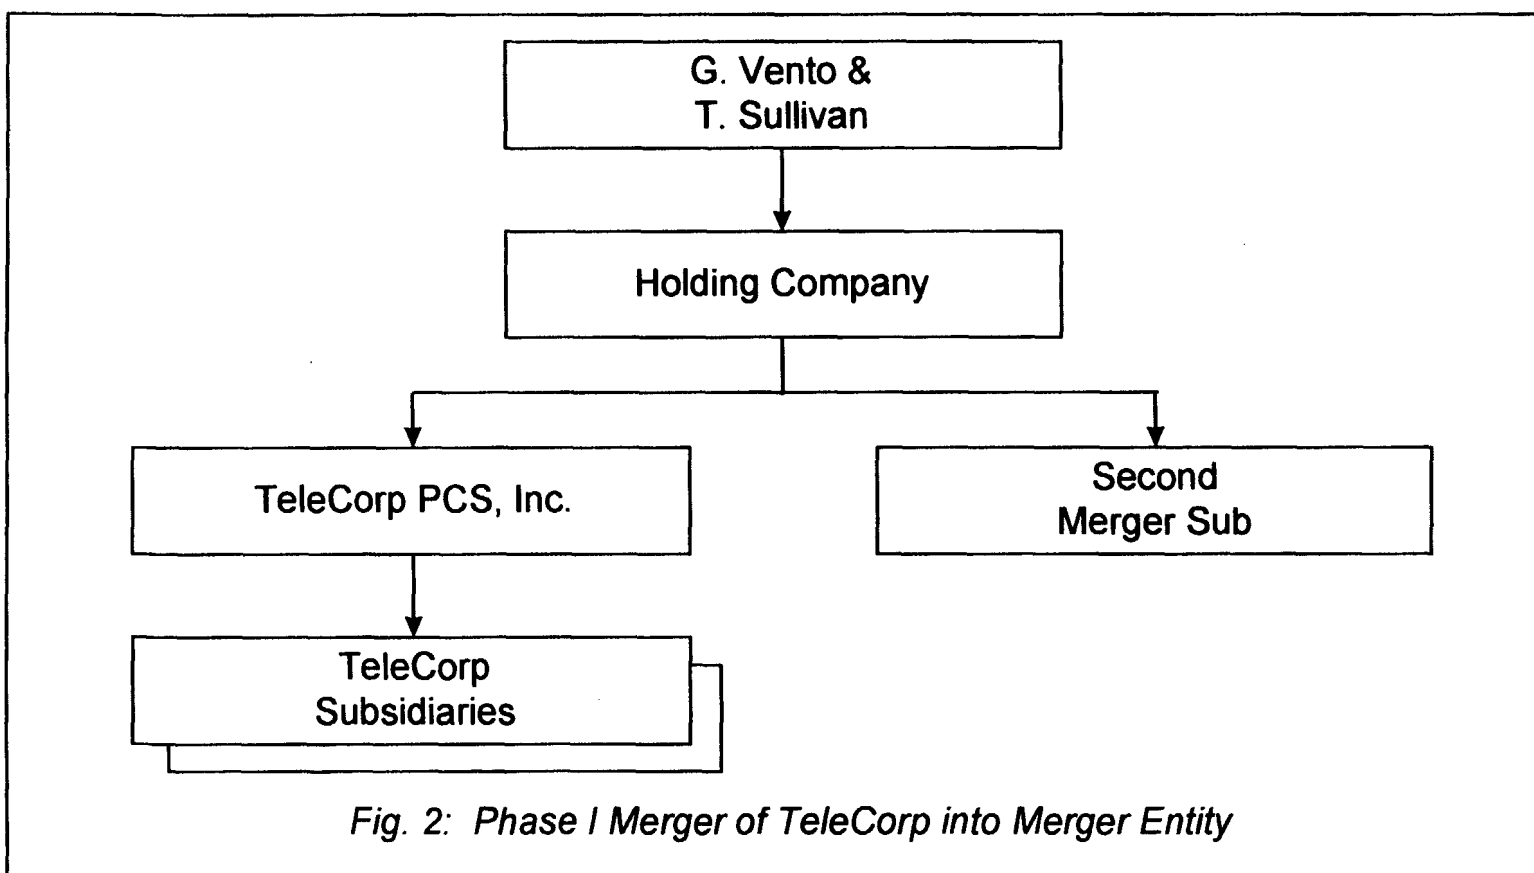 G. Vento &
T. Sullivan
Holding Company
TeleCorp PCS, Inc.
Second
Merger Sub
TeleCorp
Subsidiaries
Fig. 2: Phase I Merger of TeleCorp into Merger Entity